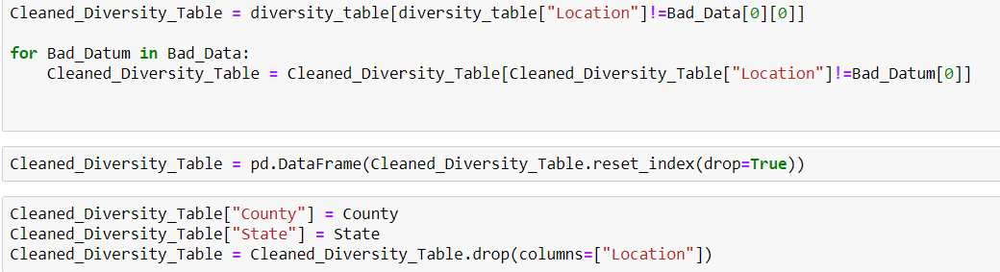 Cleaned_Diversity_Table = diversity_table[diversity_table["Location"]!=Bad_Data[0][0]]
for Bad_Datum in Bad_Data:
    Cleaned_Diversity_Table = Cleaned_Diversity_Table[Cleaned_Diversity_Table["Location"]!=Bad_Datum[0]]
Cleaned_Diversity_Table = pd.DataFrame(Cleaned_Diversity_Table.reset_index(drop=True))
Cleaned_Diversity_Table["County"] = County
Cleaned_Diversity_Table["State"] = State
Cleaned_Diversity_Table = Cleaned_Diversity_Table.drop(columns=["Location"])